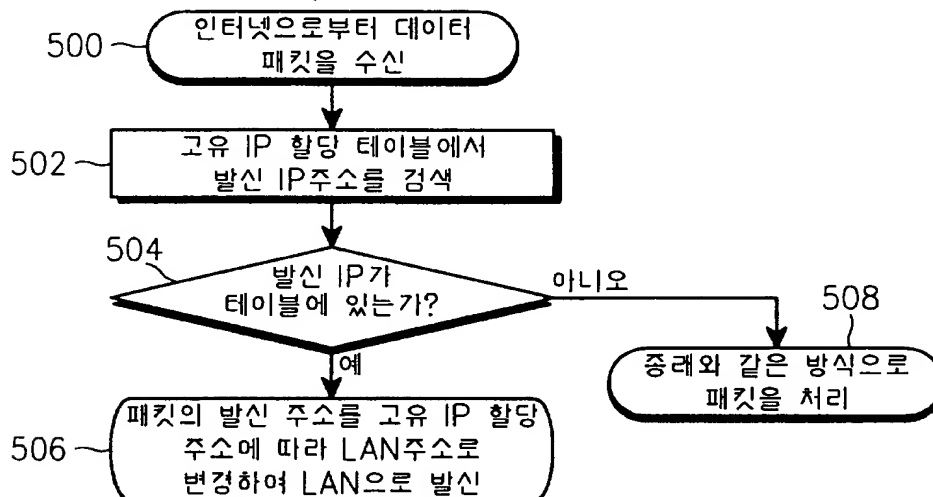 500
인터넷으로부터 데이터
패킷을 수신
502
고유 IP 할당 테이블에서
발신 IP주소를 검색
504
발신 IP가
테이블에 있는가?
아니오
예
508
종래와 같은 방식으로
패킷을 처리
506
패킷의 발신 주소를 고유 IP 할당
주소에 따라 LAN주소로
변경하여 LAN으로 발신